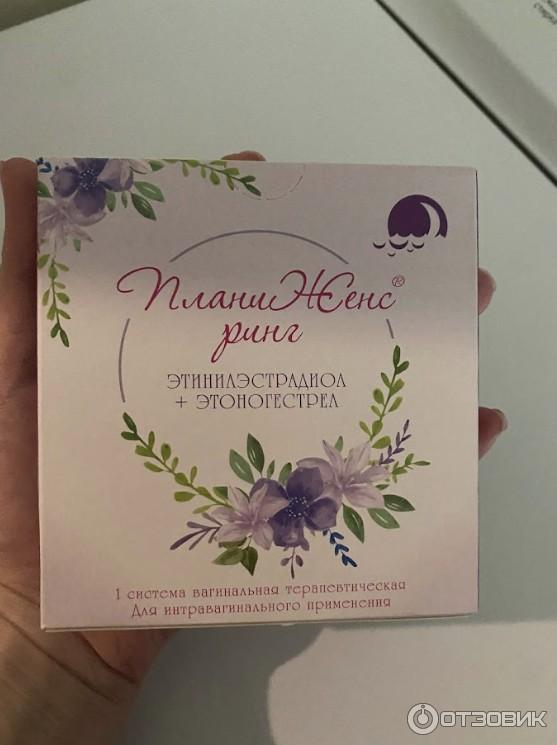 ПланиЖенс®
ринг
ЭТИНИЛЭСТРАДИОЛ
+ ЭТОНОГЕСТРЕЛ
1 система вагинальная терапевтическая
Для интравагинального применения
ОТЗОВИК